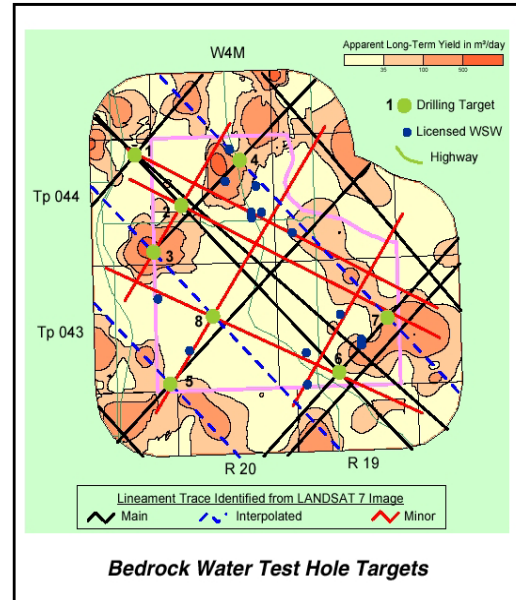 W4M
Apparent Long-Term Yield in m³/day
35 100 500
1 Drilling Target
Licensed WSW
Highway
1
4
Tp 044
2
3
Tp 043
8
7
6
5
R 20
R 19
Lineament Trace Identified from LANDSAT 7 Image
Main Interpolated Minor
Bedrock Water Test Hole Targets